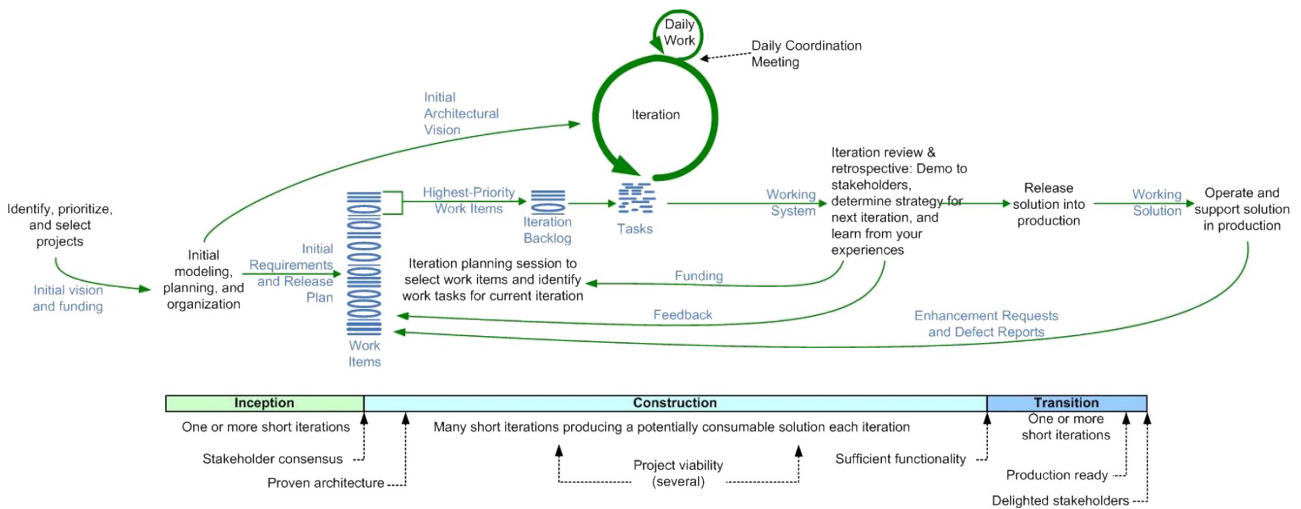 Daily
Work
Daily Coordination
Meeting
Initial
Architectural
Vision
Iteration
Identify, prioritize,
and select
projects
Initial vision
and funding
Initial
modeling,
planning, and
organization
Initial
Requirements
and Release
Plan
Highest-Priority
Work Items
Iteration
Backlog
Tasks
Working
System
Iteration review &
retrospective: Demo to
stakeholders,
determine strategy for
next iteration, and
learn from your
experiences
Release
solution into
production
Working
Solution
Operate and
support solution
in production
Iteration planning session to
select work items and identify
work tasks for current iteration
Funding
Feedback
Enhancement Requests
and Defect Reports
Work
Items
Inception
Construction
Transition
One or more short iterations
Many short iterations producing a potentially consumable solution each iteration
One or more
short iterations
Stakeholder consensus
Proven architecture
Project viability
(several)
Sufficient functionality
Production ready
Delighted stakeholders